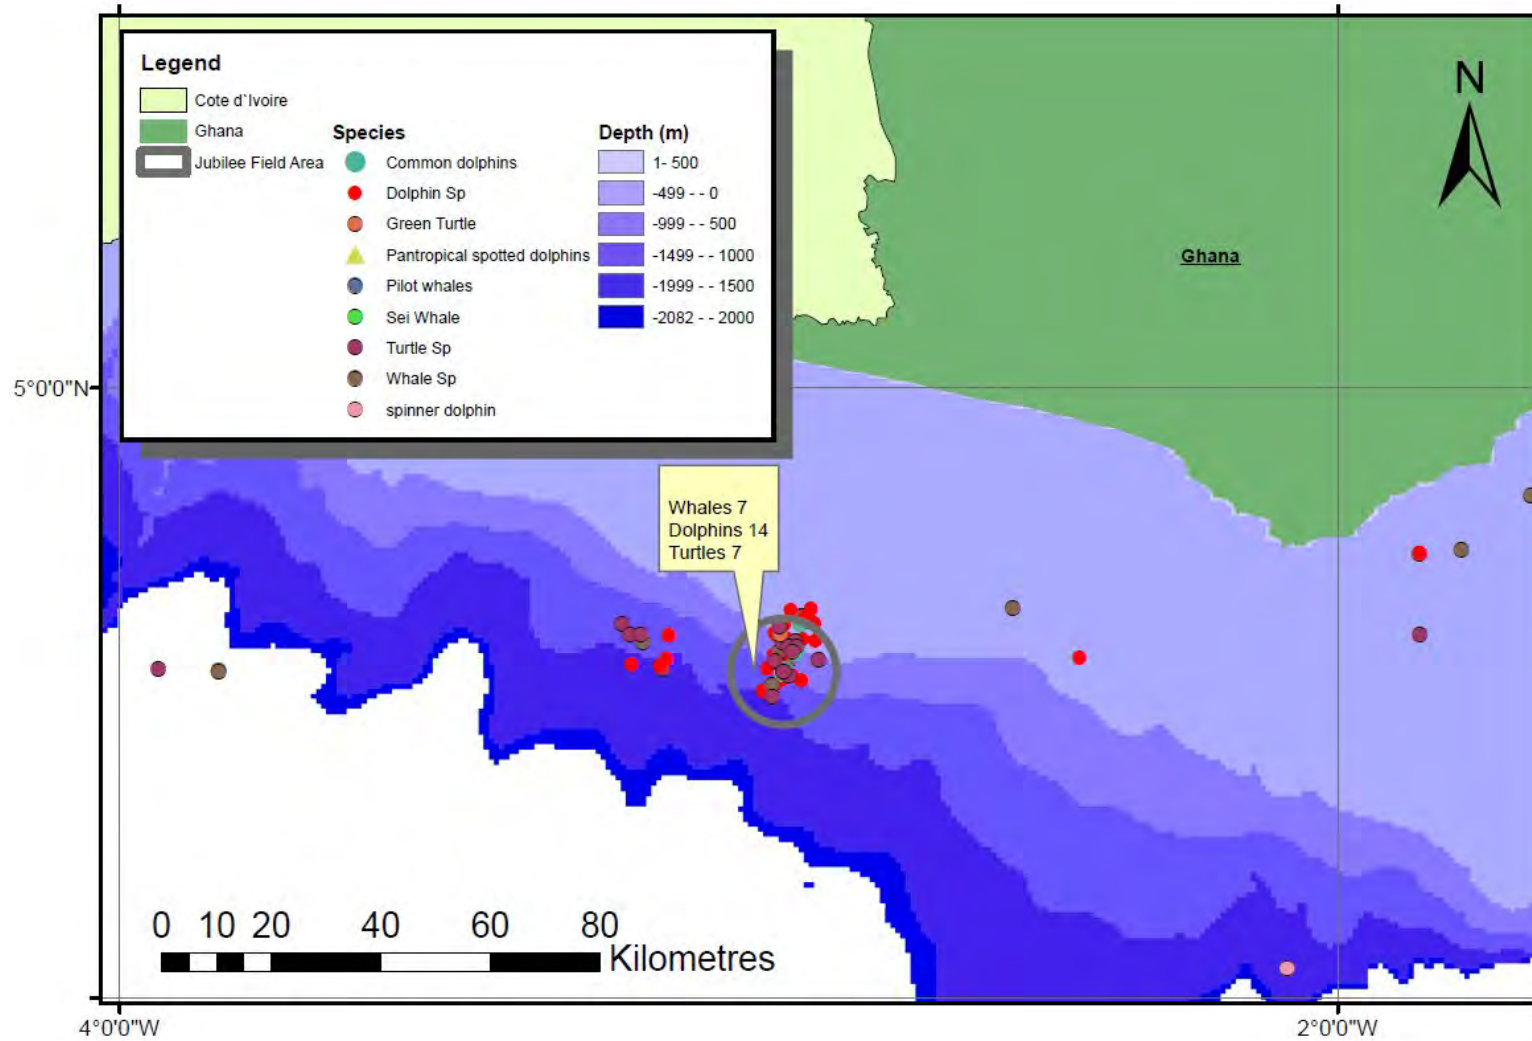 Legend
Cote d`Ivoire
Ghana
Jubilee Field Area
Species
Common dolphins
Dolphin Sp
Green Turtle
Pantropical spotted dolphins
Pilot whales
Sei Whale
Turtle Sp
Whale Sp
spinner dolphin
Depth (m)
1- 500
-499 - - 0
-999 - - 500
-1499 - - 1000
-1999 - - 1500
-2082 - - 2000
N
Ghana
5°0'0"N
Whales 7
Dolphins 14
Turtles 7
0 10 20 40 60 80
Kilometres
4°0'0"W
2°0'0"W